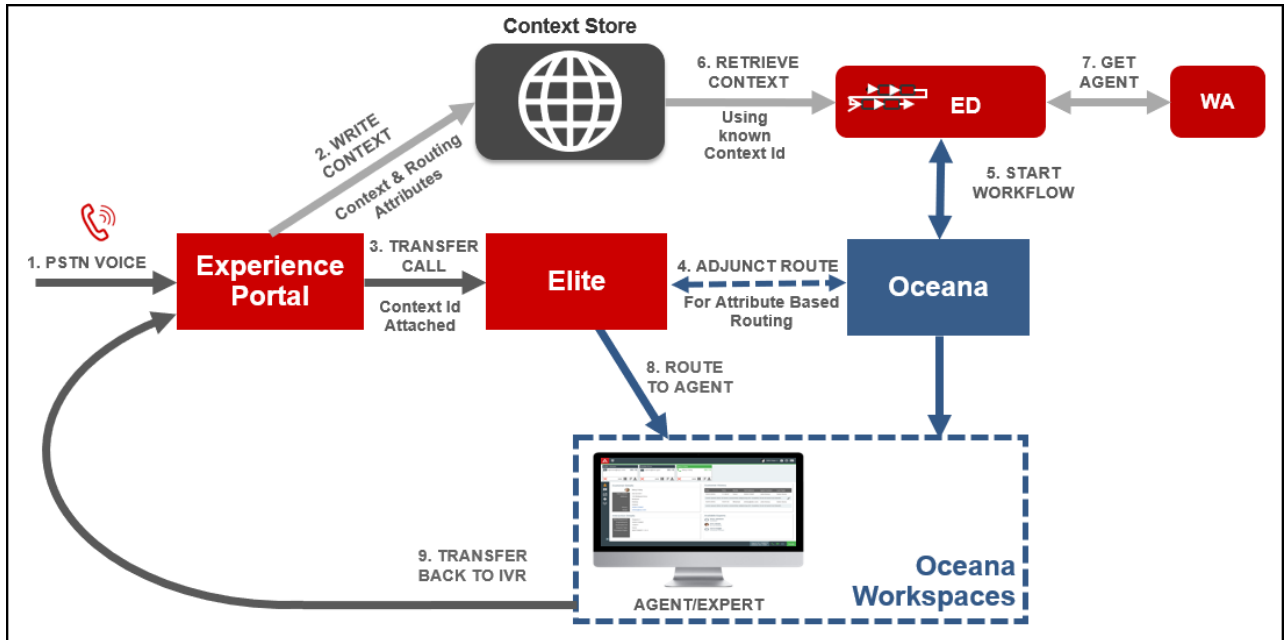 Context Store
6. RETRIEVE
CONTEXT
Using
known
Context Id
ED
7. GET
AGENT
WA
2. WRITE
CONTEXT
Context & Routing
Attributes
5. START
WORKFLOW
1. PSTN VOICE
Experience
Portal
3. TRANSFER
CALL
Context Id
Attached
Elite
4. ADJUNCT ROUTE
For Attribute Based
Routing
Oceana
8. ROUTE
TO AGENT
9. TRANSFER
BACK TO IVR
AGENT/EXPERT
Oceana
Workspaces